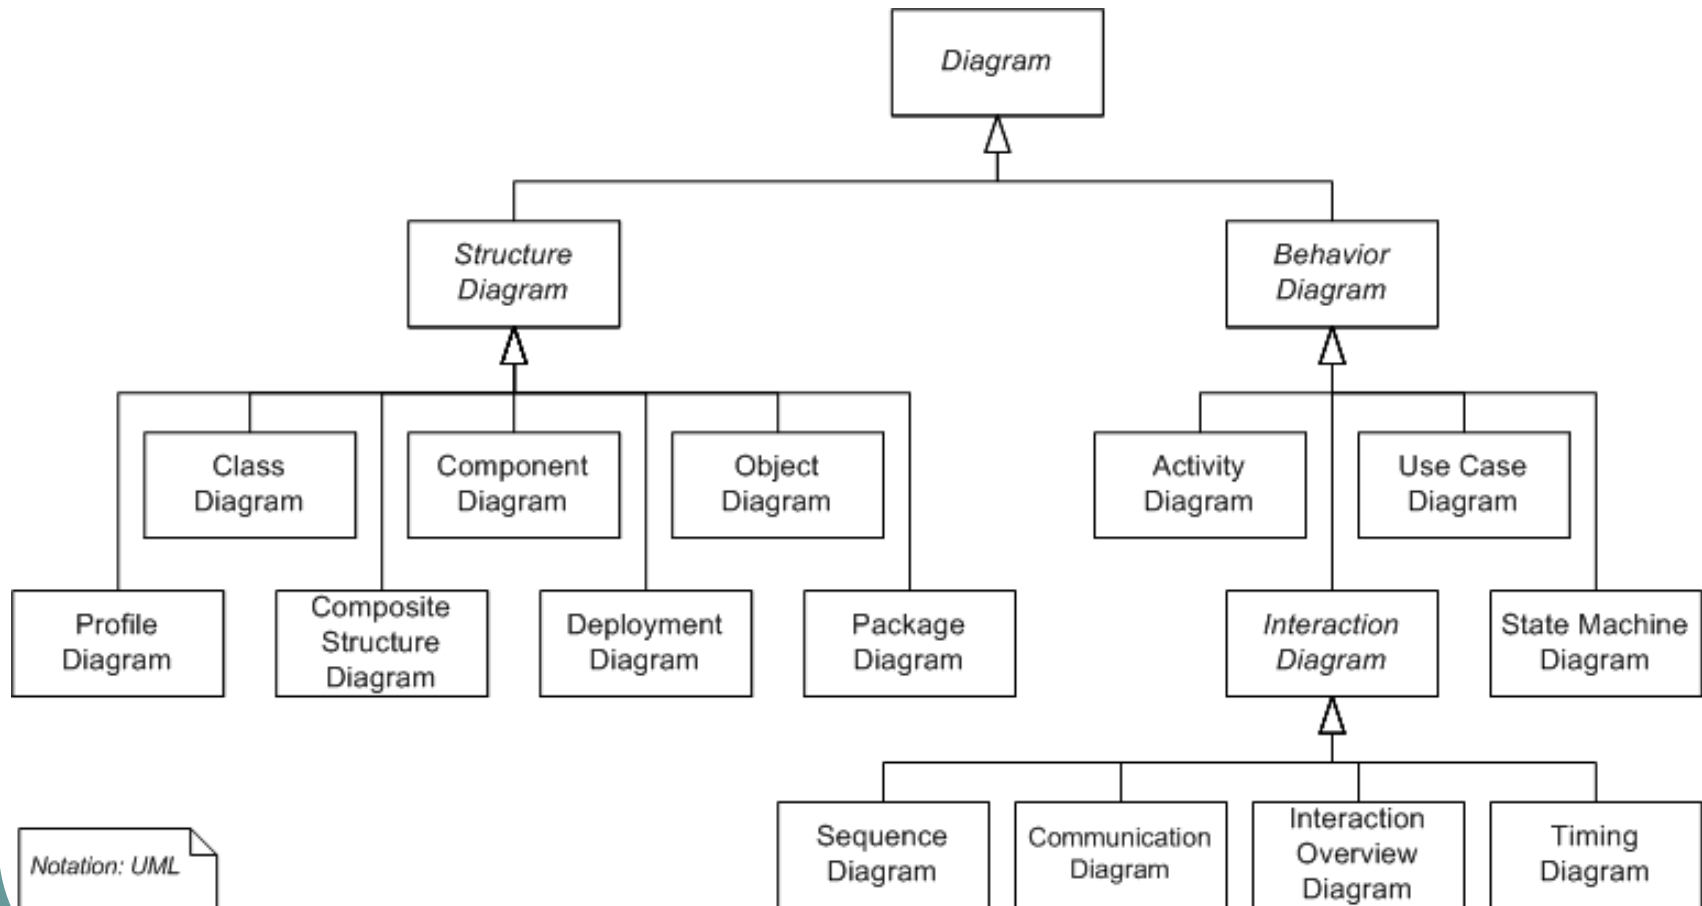 Diagram
Structure
Diagram
Behavior
Diagram
Class
Diagram
Component
Diagram
Object
Diagram
Activity
Diagram
Use Case
Diagram
Profile
Diagram
Composite
Structure
Diagram
Deployment
Diagram
Package
Diagram
Interaction
Diagram
State Machine
Diagram
Sequence
Diagram
Communication
Diagram
Interaction
Overview
Diagram
Timing
Diagram
Notation: UML